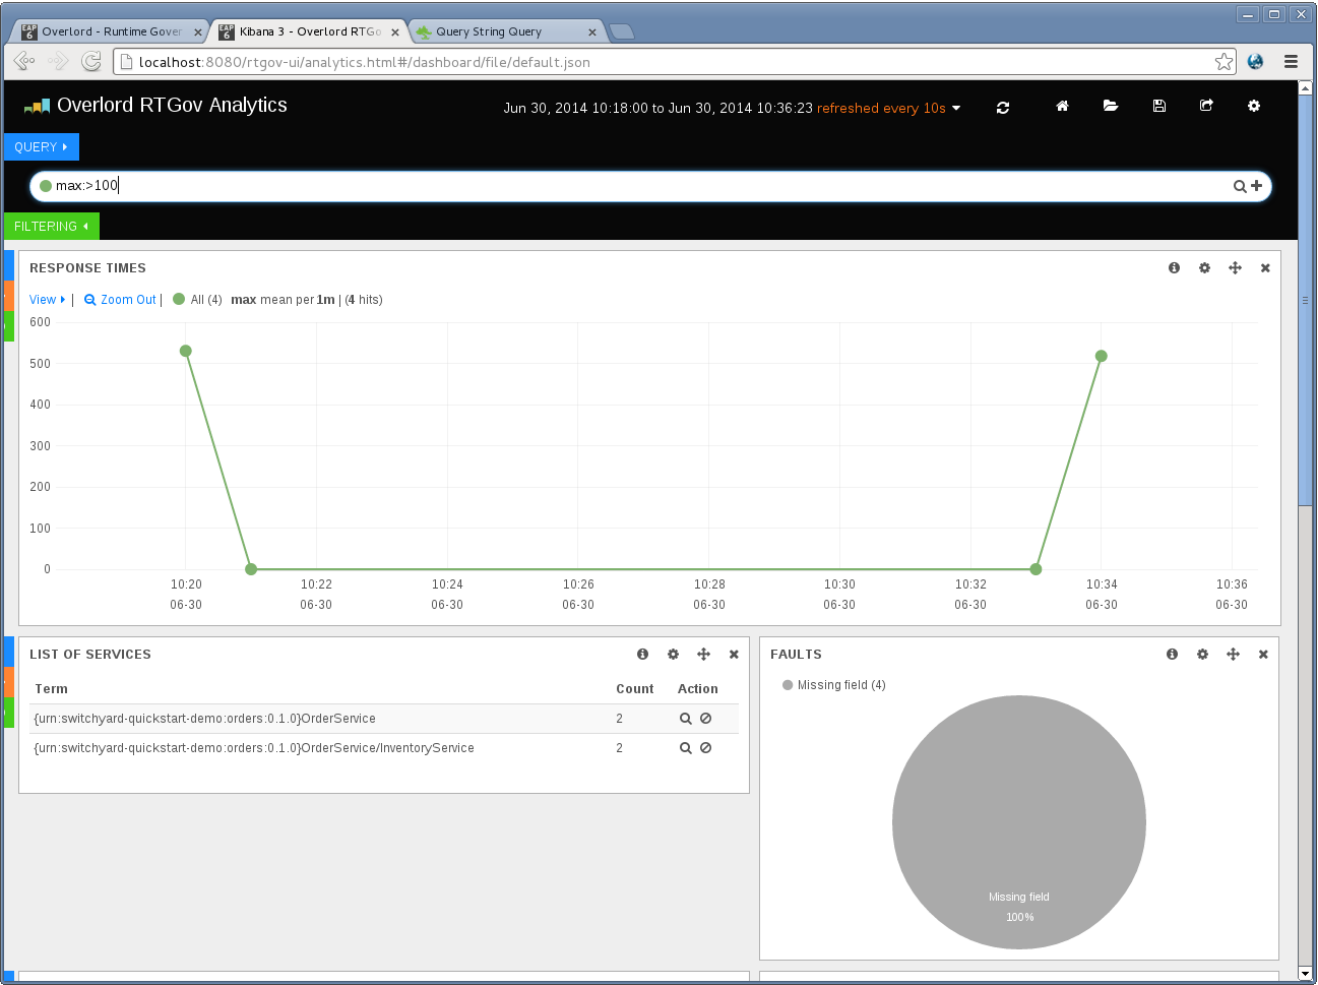 Overlord - Runtime Gover
Kibana 3 - Overlord RTGo
Query String Query
localhost:8080/rtgov-ui/analytics.html#/dashboard/file/default.json
Overlord RTGov Analytics
Jun 30, 2014 10:18:00 to Jun 30, 2014 10:36:23 refreshed every 10s
QUERY
max:>100
FILTERING
RESPONSE TIMES
View | Zoom Out | All (4) max mean per 1m | (4 hits)
600
500
400
300
200
100
0
10:20 10:22 10:24 10:26 10:28 10:30 10:32 10:34 10:36
06-30 06-30 06-30 06-30 06-30 06-30 06-30 06-30 06-30
LIST OF SERVICES
Term Count Action
{urn:switchyard-quickstart-demo:orders:0.1.0}OrderService 2
{urn:switchyard-quickstart-demo:orders:0.1.0}OrderService/InventoryService 2
FAULTS
Missing field (4)
Missing field
100%